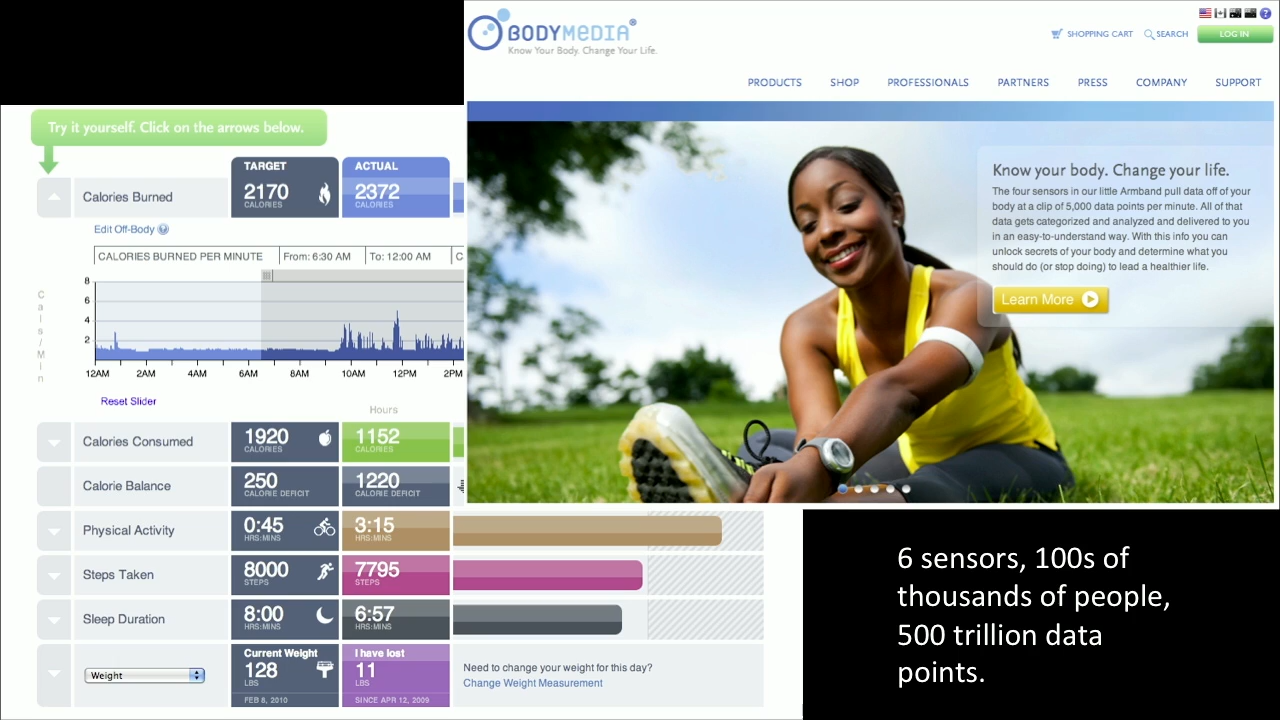 BODYMEDIA®
Know Your Body. Change Your Life.
SHOPPING CART SEARCH LOG IN
PRODUCTS SHOP PROFESSIONALS PARTNERS PRESS COMPANY SUPPORT
Know your body. Change your life.
The four sensors in our little Armband pull data off of your
body at a clip of 5,000 data points per minute. All of that
data gets categorized and analyzed and delivered to you
in an easy-to-understand way. With this info you can
unlock secrets of your body and determine what you
should do (or stop doing) to lead a healthier life.
Learn More
Try it yourself. Click on the arrows below.
TARGET ACTUAL
Calories Burned 2170 2372
CALORIES CALORIES
Edit Off-Body ?
CALORIES BURNED PER MINUTE From: 6:30 AM To: 12:00 AM C
Cals/Min
8
6
4
2
12AM 2AM 4AM 6AM 8AM 10AM 12PM 2PM
Reset Slider
Hours
Calories Consumed 1920 1152
CALORIES CALORIES
Calorie Balance 250 1220
CALORIE DEFICIT CALORIE DEFICIT
Physical Activity 0:45 3:15
HRS:MINS HRS:MINS
Steps Taken 8000 7795
STEPS STEPS
Sleep Duration 8:00 6:57
HRS:MINS HRS:MINS
Current Weight I have lost
Weight 128 11
LBS LBS
FEB 8, 2010 SINCE APR 12, 2009
Need to change your weight for this day?
Change Weight Measurement
6 sensors, 100s of
thousands of people,
500 trillion data
points.